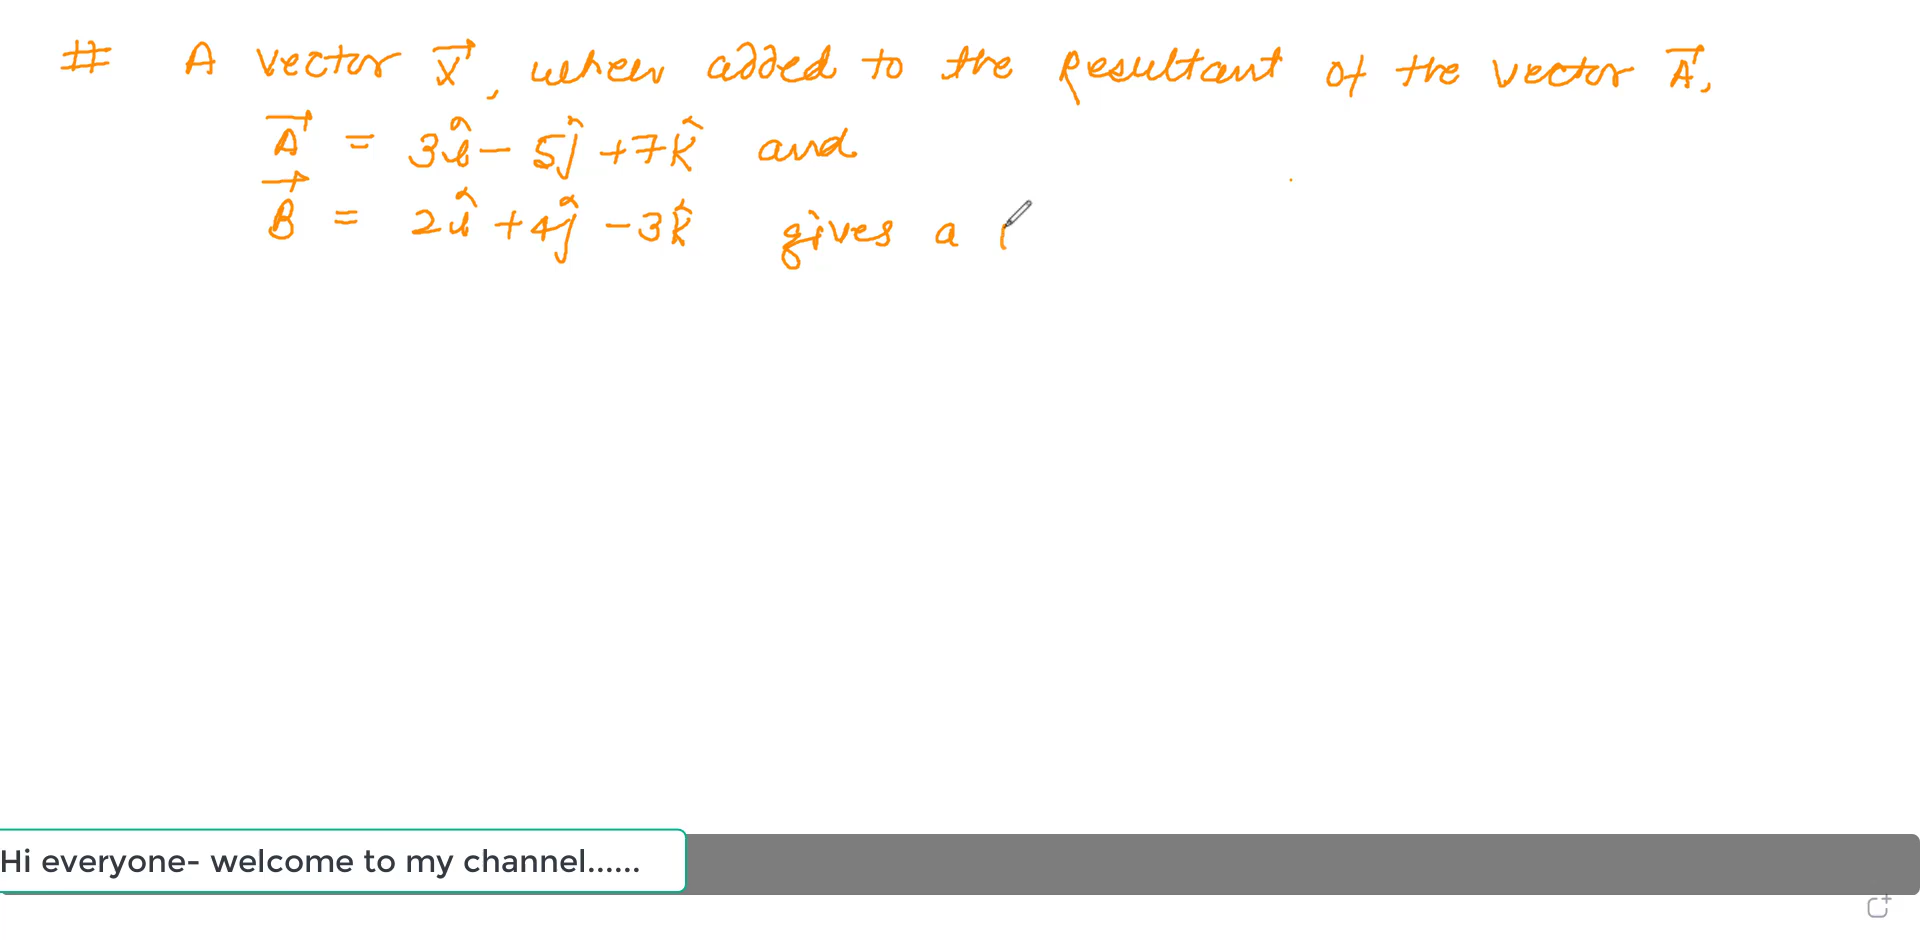 # A vector X⃗, when added to the Resultant of the vector A⃗,
A⃗ = 3î - 5ĵ + 7k̂ and
B⃗ = 2î + 4ĵ - 3k̂ gives a
Hi everyone- welcome to my channel......